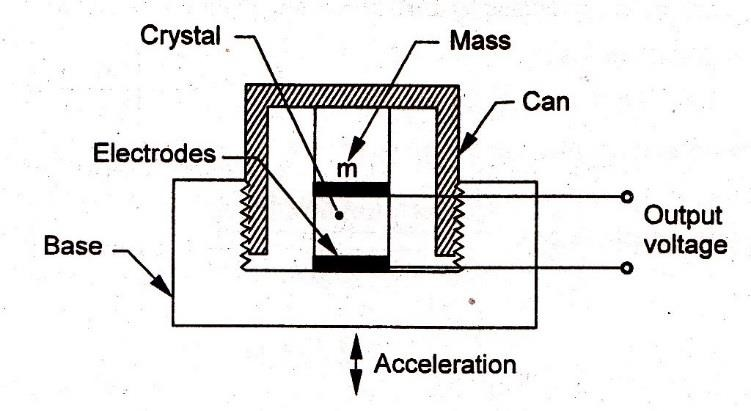 Crystal
Mass
Can
Electrodes
m
Output
voltage
Base
Acceleration